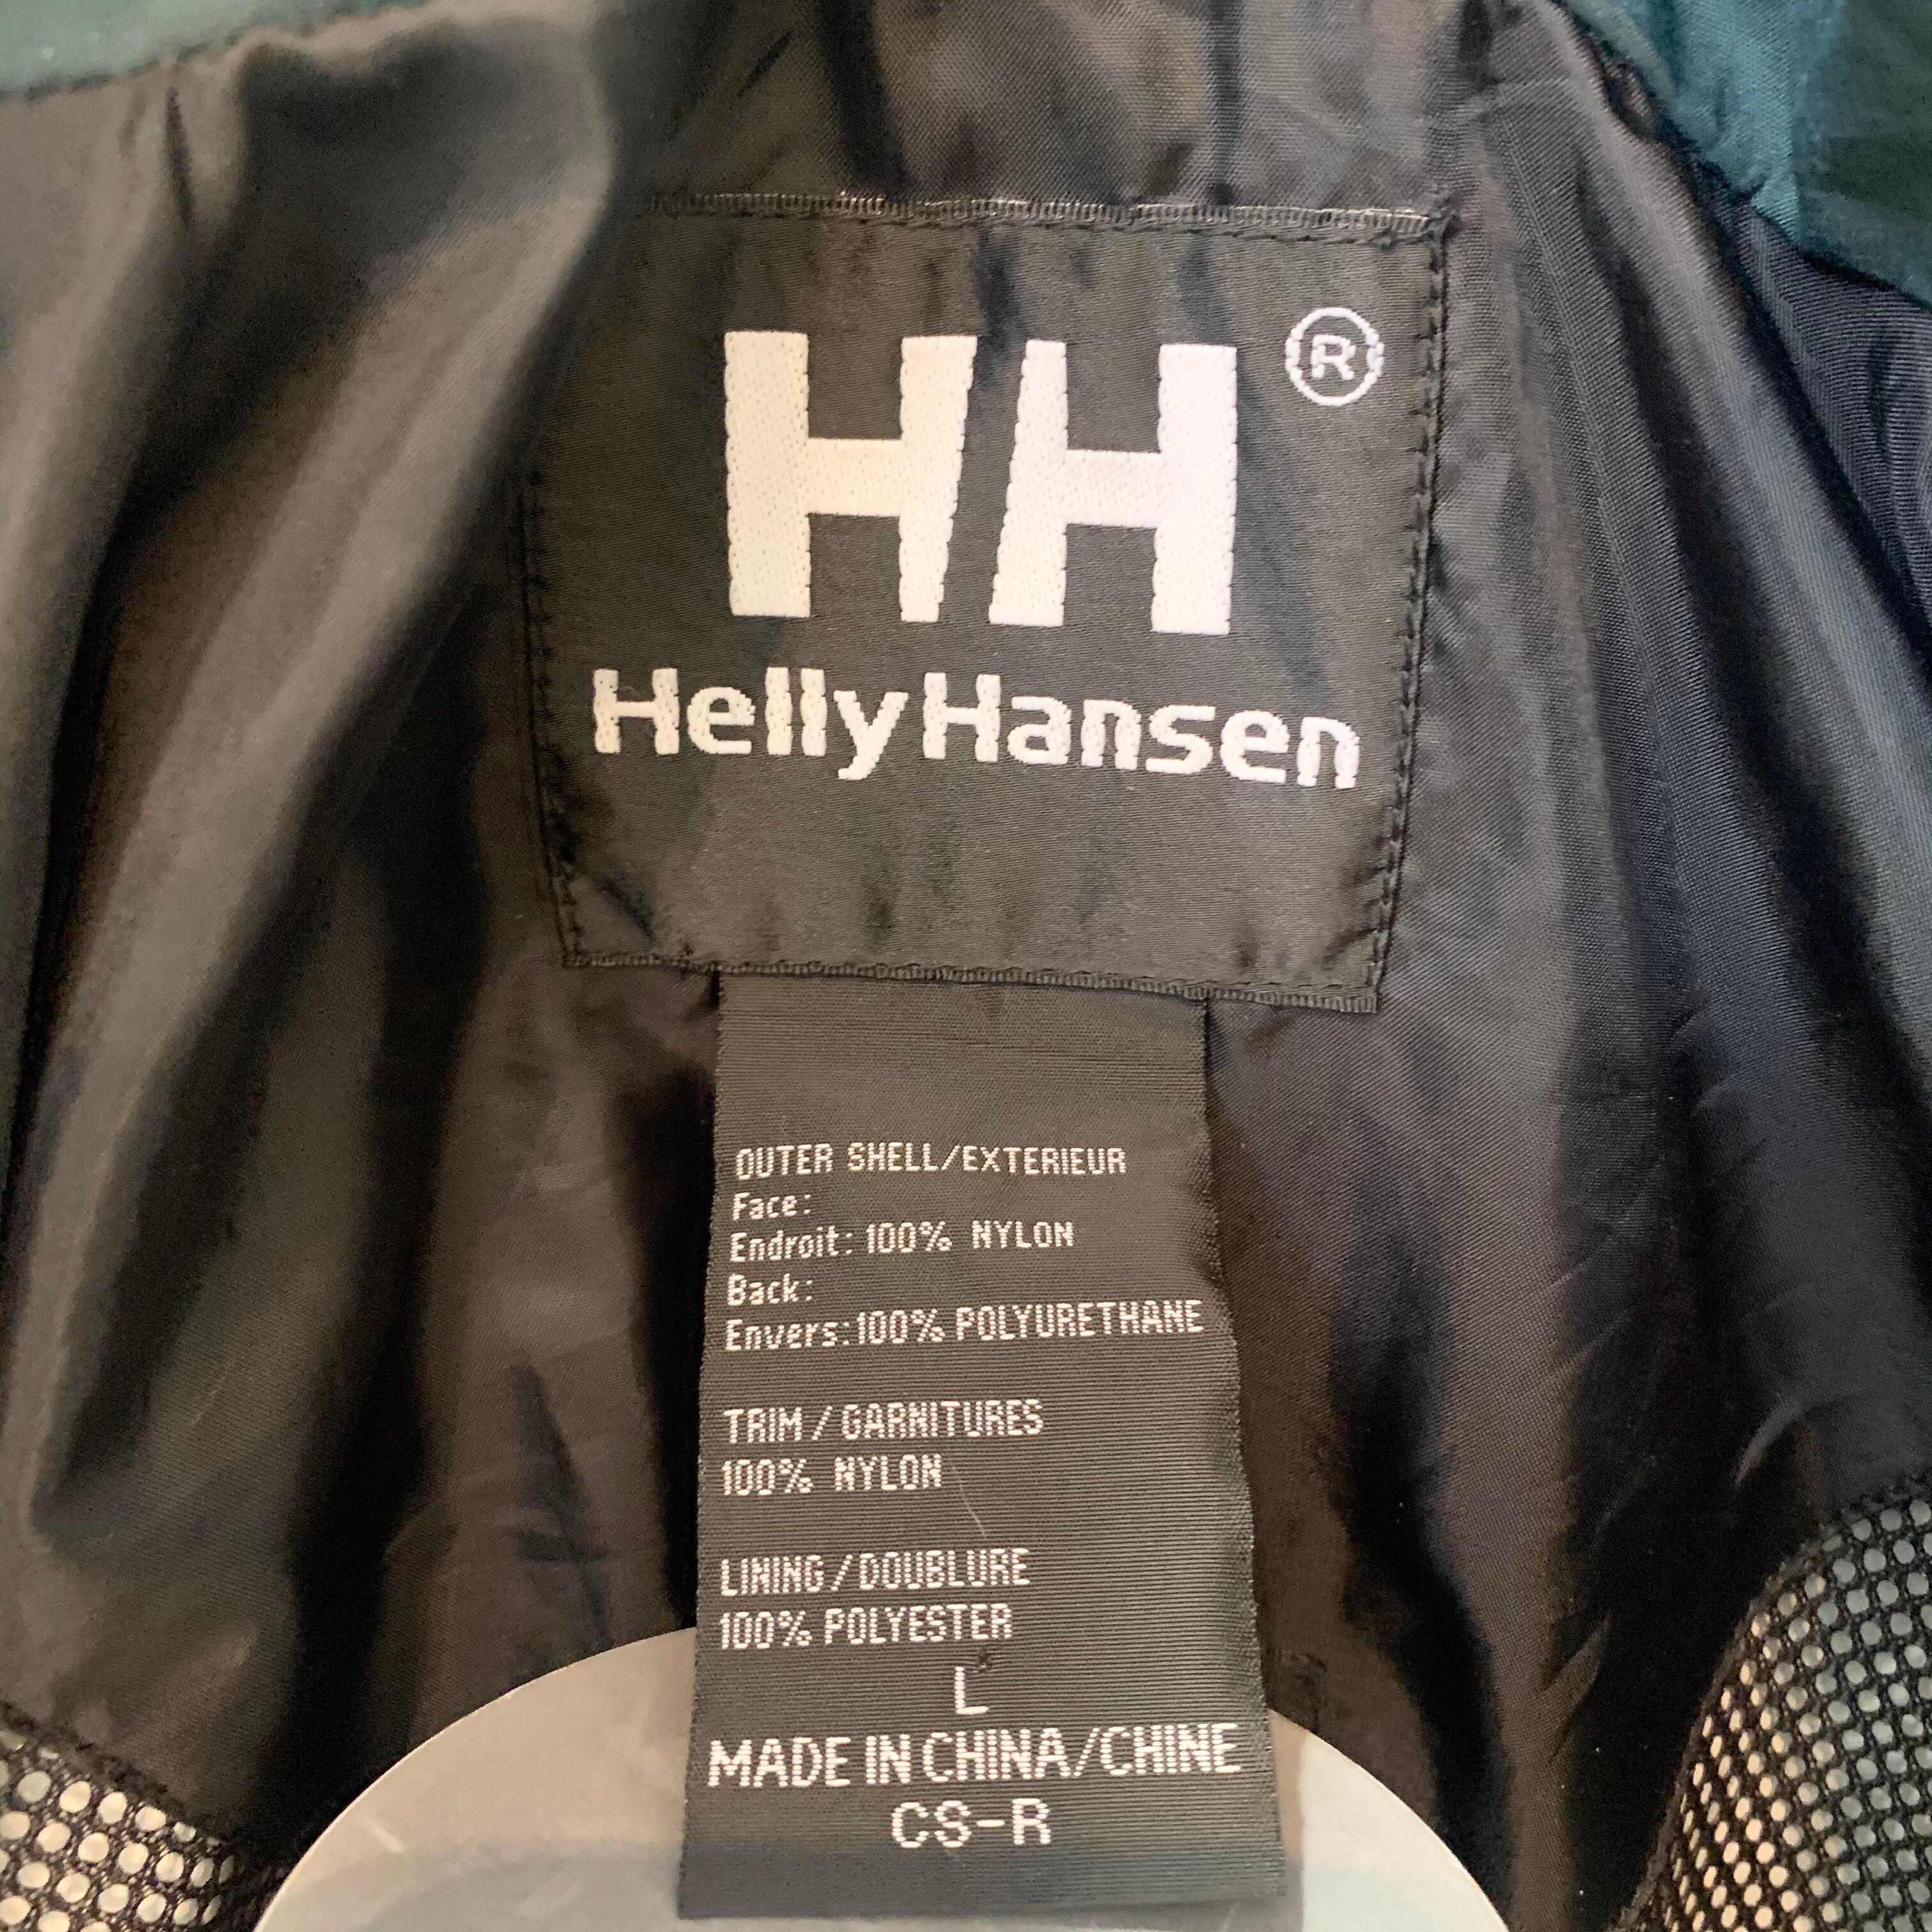 HH ®
Helly Hansen
OUTER SHELL/EXTERIEUR
Face:
Endroit: 100% NYLON
Back:
Envers: 100% POLYURETHANE
TRIM / GARNITURES
100% NYLON
LINING / DOUBLURE
100% POLYESTER
L
MADE IN CHINA/CHINE
CS-R